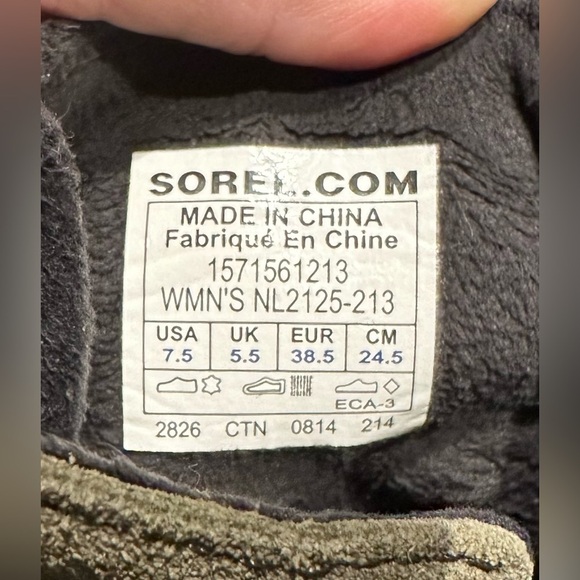 SOREL.COM
MADE IN CHINA
Fabriqué En Chine
1571561213
WMN'S NL2125-213
USA UK EUR CM
7.5 5.5 38.5 24.5
ECA-3
2826 CTN 0814 214